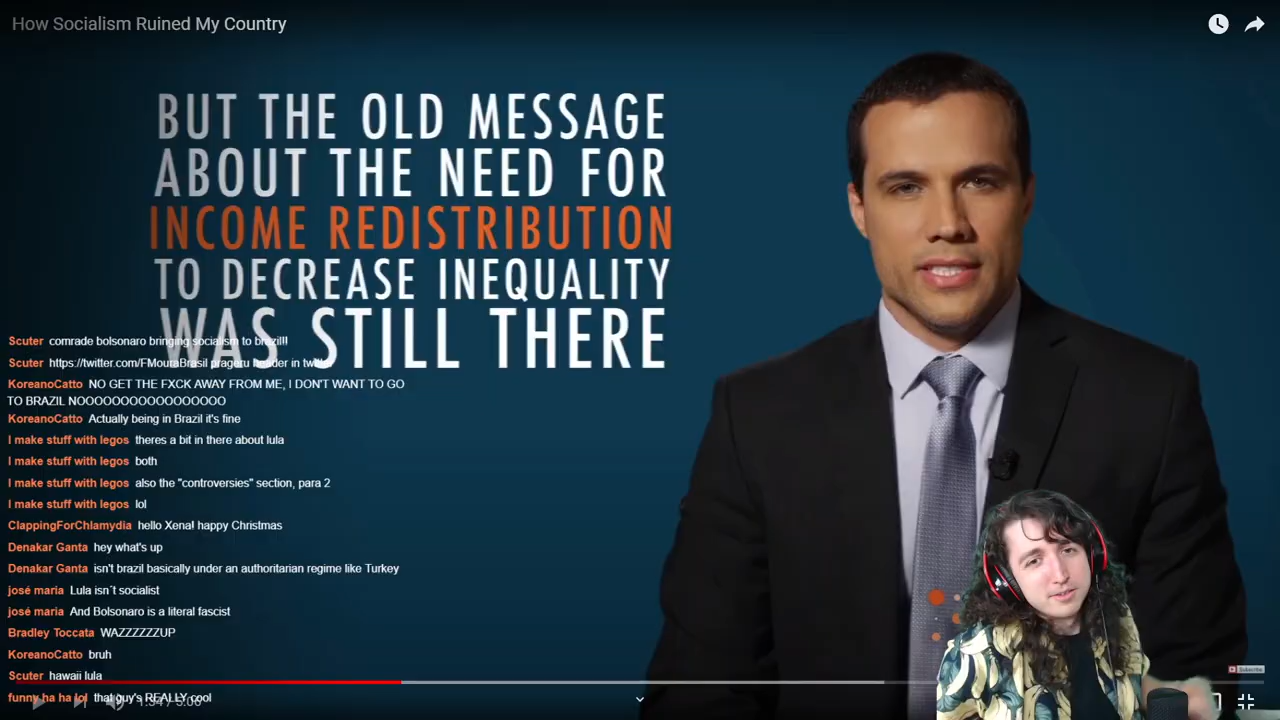 How Socialism Ruined My Country
BUT THE OLD MESSAGE
ABOUT THE NEED FOR
INCOME REDISTRIBUTION
TO DECREASE INEQUALITY
WAS STILL THERE
Scuter comrade bolsonaro bringing socialism to brazil!!
Scuter https://twitter.com/FMouraBrasil prageru header in twitter
KoreanoCatto NO GET THE FXCK AWAY FROM ME, I DON'T WANT TO GO
TO BRAZIL NOOOOOOOOOOOOOOOOO
KoreanoCatto Actually being in Brazil it's fine
I make stuff with legos theres a bit in there about lula
I make stuff with legos both
I make stuff with legos also the "controversies" section, para 2
I make stuff with legos lol
ClappingForChlamydia hello Xena! happy Christmas
Denakar Ganta hey what's up
Denakar Ganta isn't brazil basically under an authoritarian regime like Turkey
josé maria Lula isn´t socialist
josé maria And Bolsonaro is a literal fascist
Bradley Toccata WAZZZZZZUP
KoreanoCatto bruh
Scuter hawaii lula
funny ha ha lol that guy's REALLY cool
Subscribe